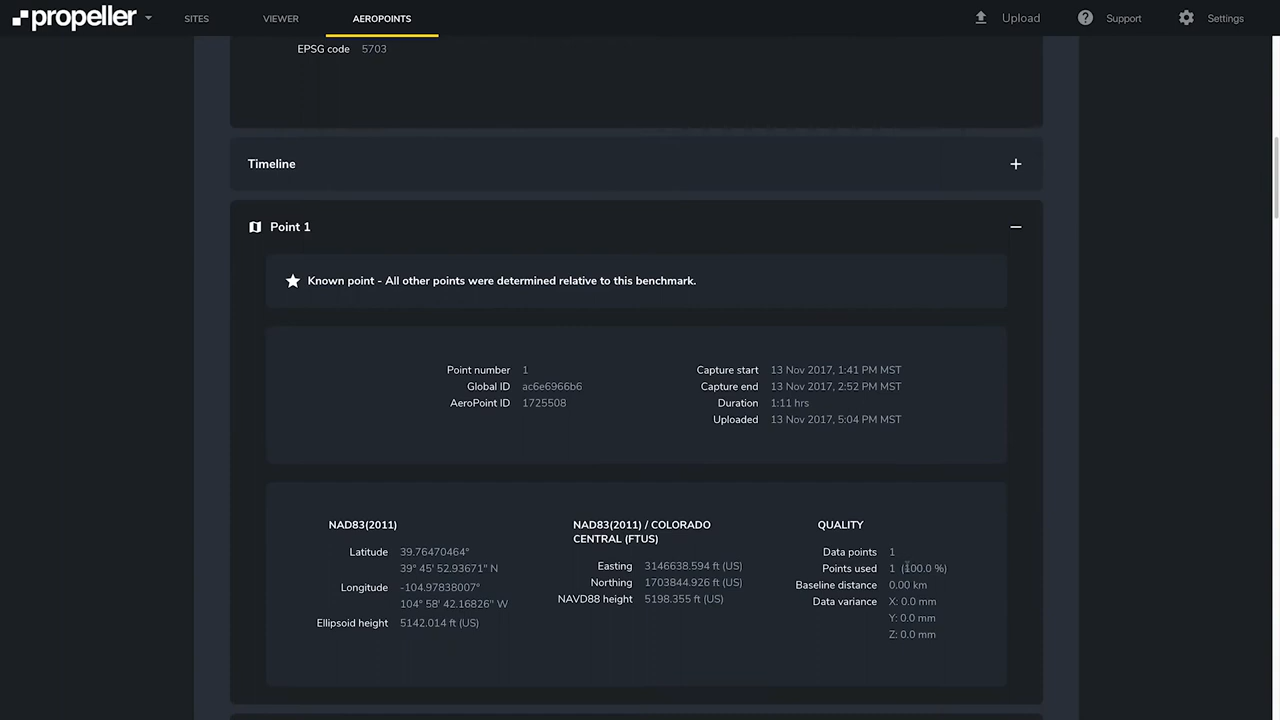 propeller
SITES
VIEWER
AEROPOINTS
Upload
Support
Settings
EPSG code 5703
Timeline
Point 1
Known point - All other points were determined relative to this benchmark.
Point number 1
Global ID ac6e6966b6
AeroPoint ID 1725508
Capture start 13 Nov 2017, 1:41 PM MST
Capture end 13 Nov 2017, 2:52 PM MST
Duration 1:11 hrs
Uploaded 13 Nov 2017, 5:04 PM MST
NAD83(2011)
Latitude 39.76470464°
39° 45' 52.93671" N
Longitude -104.97838007°
104° 58' 42.16826" W
Ellipsoid height 5142.014 ft (US)
NAD83(2011) / COLORADO
CENTRAL (FTUS)
Easting 3146638.594 ft (US)
Northing 1703844.926 ft (US)
NAVD88 height 5198.355 ft (US)
QUALITY
Data points 1
Points used 1 (100.0 %)
Baseline distance 0.00 km
Data variance X: 0.0 mm
Y: 0.0 mm
Z: 0.0 mm